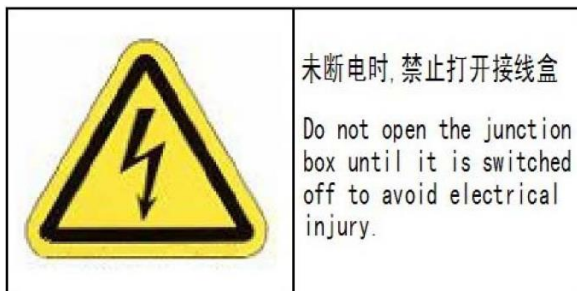 未断电时,禁止打开接线盒
Do not open the junction
box until it is switched
off to avoid electrical
injury.